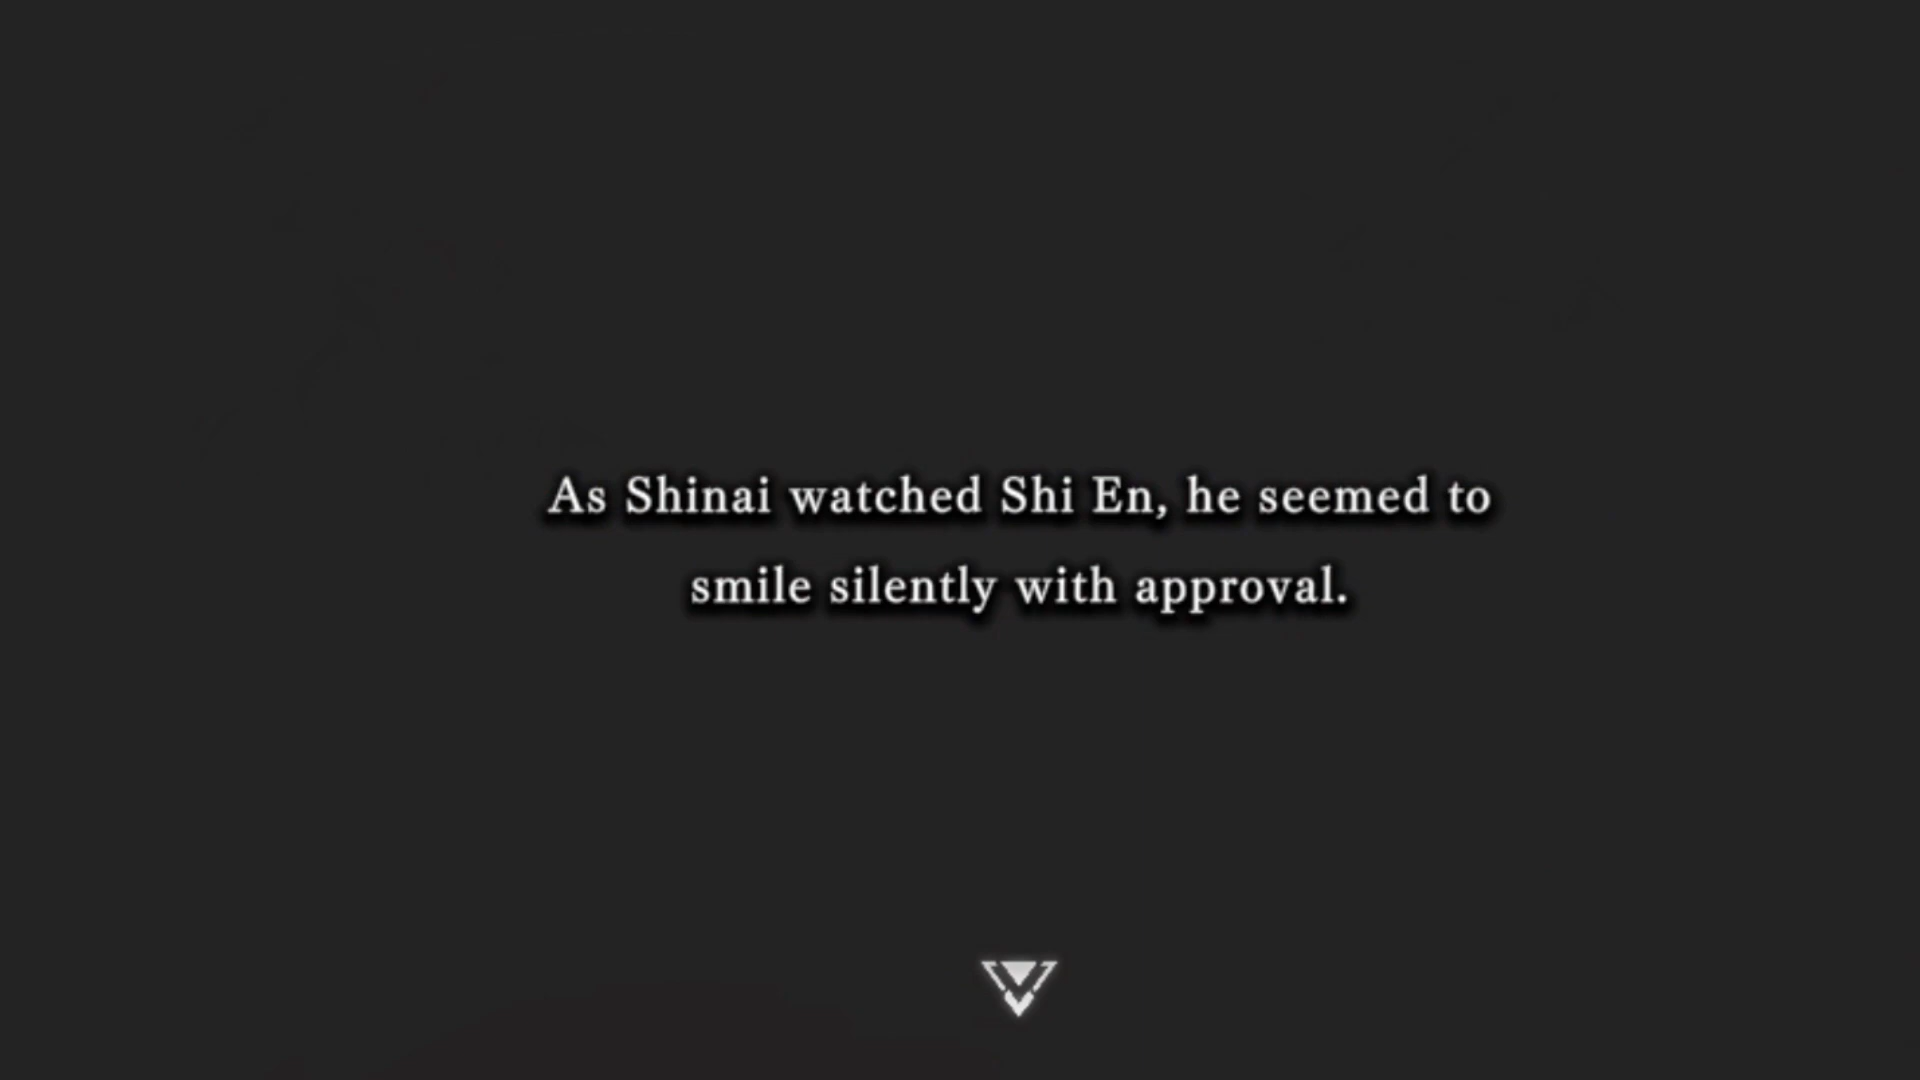 As Shinai watched Shi En, he seemed to
smile silently with approval.